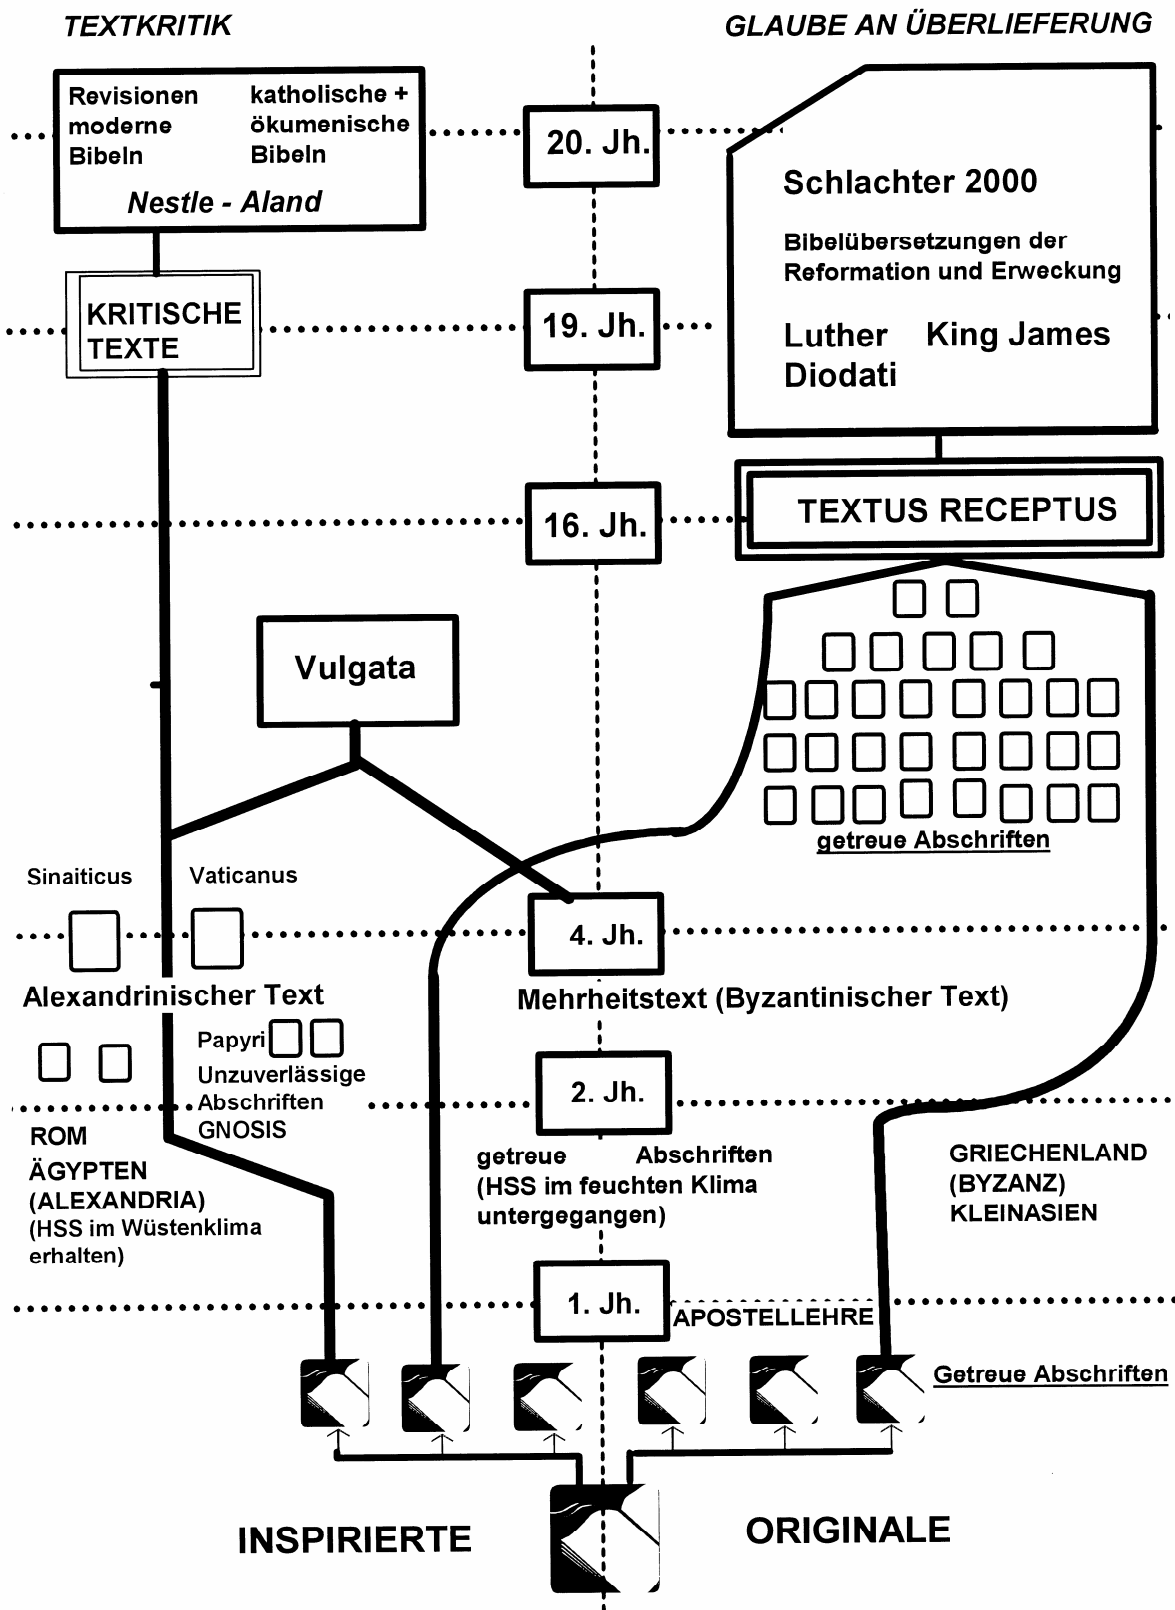 TEXTKRITIK
GLAUBE AN ÜBERLIEFERUNG
Revisionen
moderne
Bibeln
katholische +
ökumenische
Bibeln
Nestle - Aland
20. Jh.
Schlachter 2000
Bibelübersetzungen der
Reformation und Erweckung
Luther King James
Diodati
KRITISCHE
TEXTE
19. Jh.
16. Jh.
TEXTUS RECEPTUS
Vulgata
getreue Abschriften
Sinaiticus
Vaticanus
4. Jh.
Alexandrinischer Text
Mehrheitstext (Byzantinischer Text)
Papyri
Unzuverlässige
Abschriften
GNOSIS
2. Jh.
ROM
ÄGYPTEN
(ALEXANDRIA)
(HSS im Wüstenklima
erhalten)
getreue Abschriften
(HSS im feuchten Klima
untergegangen)
GRIECHENLAND
(BYZANZ)
KLEINASIEN
1. Jh.
APOSTELLEHRE
Getreue Abschriften
INSPIRIERTE
ORIGINALE